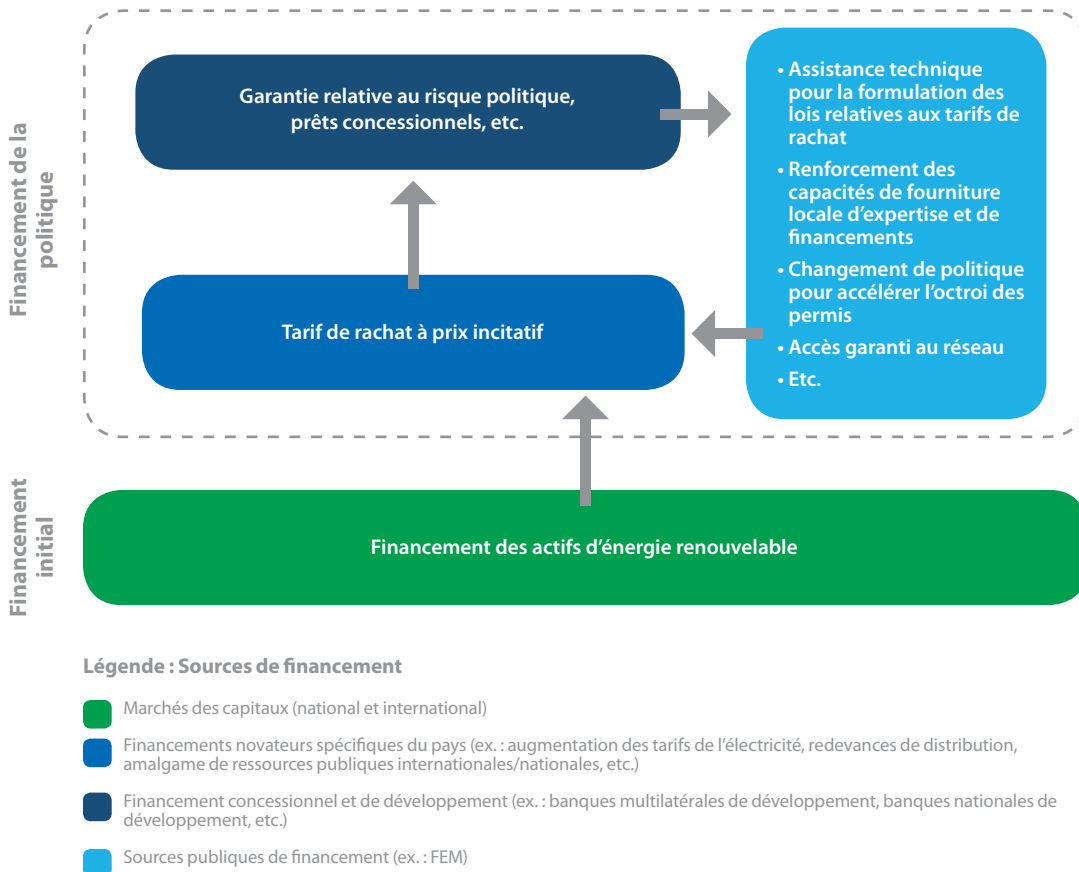 Financement de la
politique
Garantie relative au risque politique,
prêts concessionnels, etc.
• Assistance technique
pour la formulation des
lois relatives aux tarifs de
rachat
• Renforcement des
capacités de fourniture
locale d'expertise et de
financements
• Changement de politique
pour accélérer l'octroi des
permis
• Accès garanti au réseau
• Etc.
Tarif de rachat à prix incitatif
Financement
initial
Financement des actifs d'énergie renouvelable
Légende : Sources de financement
Marchés des capitaux (national et international)
Financements novateurs spécifiques du pays (ex. : augmentation des tarifs de l'électricité, redevances de distribution,
amalgame de ressources publiques internationales/nationales, etc.)
Financement concessionnel et de développement (ex. : banques multilatérales de développement, banques nationales de
développement, etc.)
Sources publiques de financement (ex. : FEM)